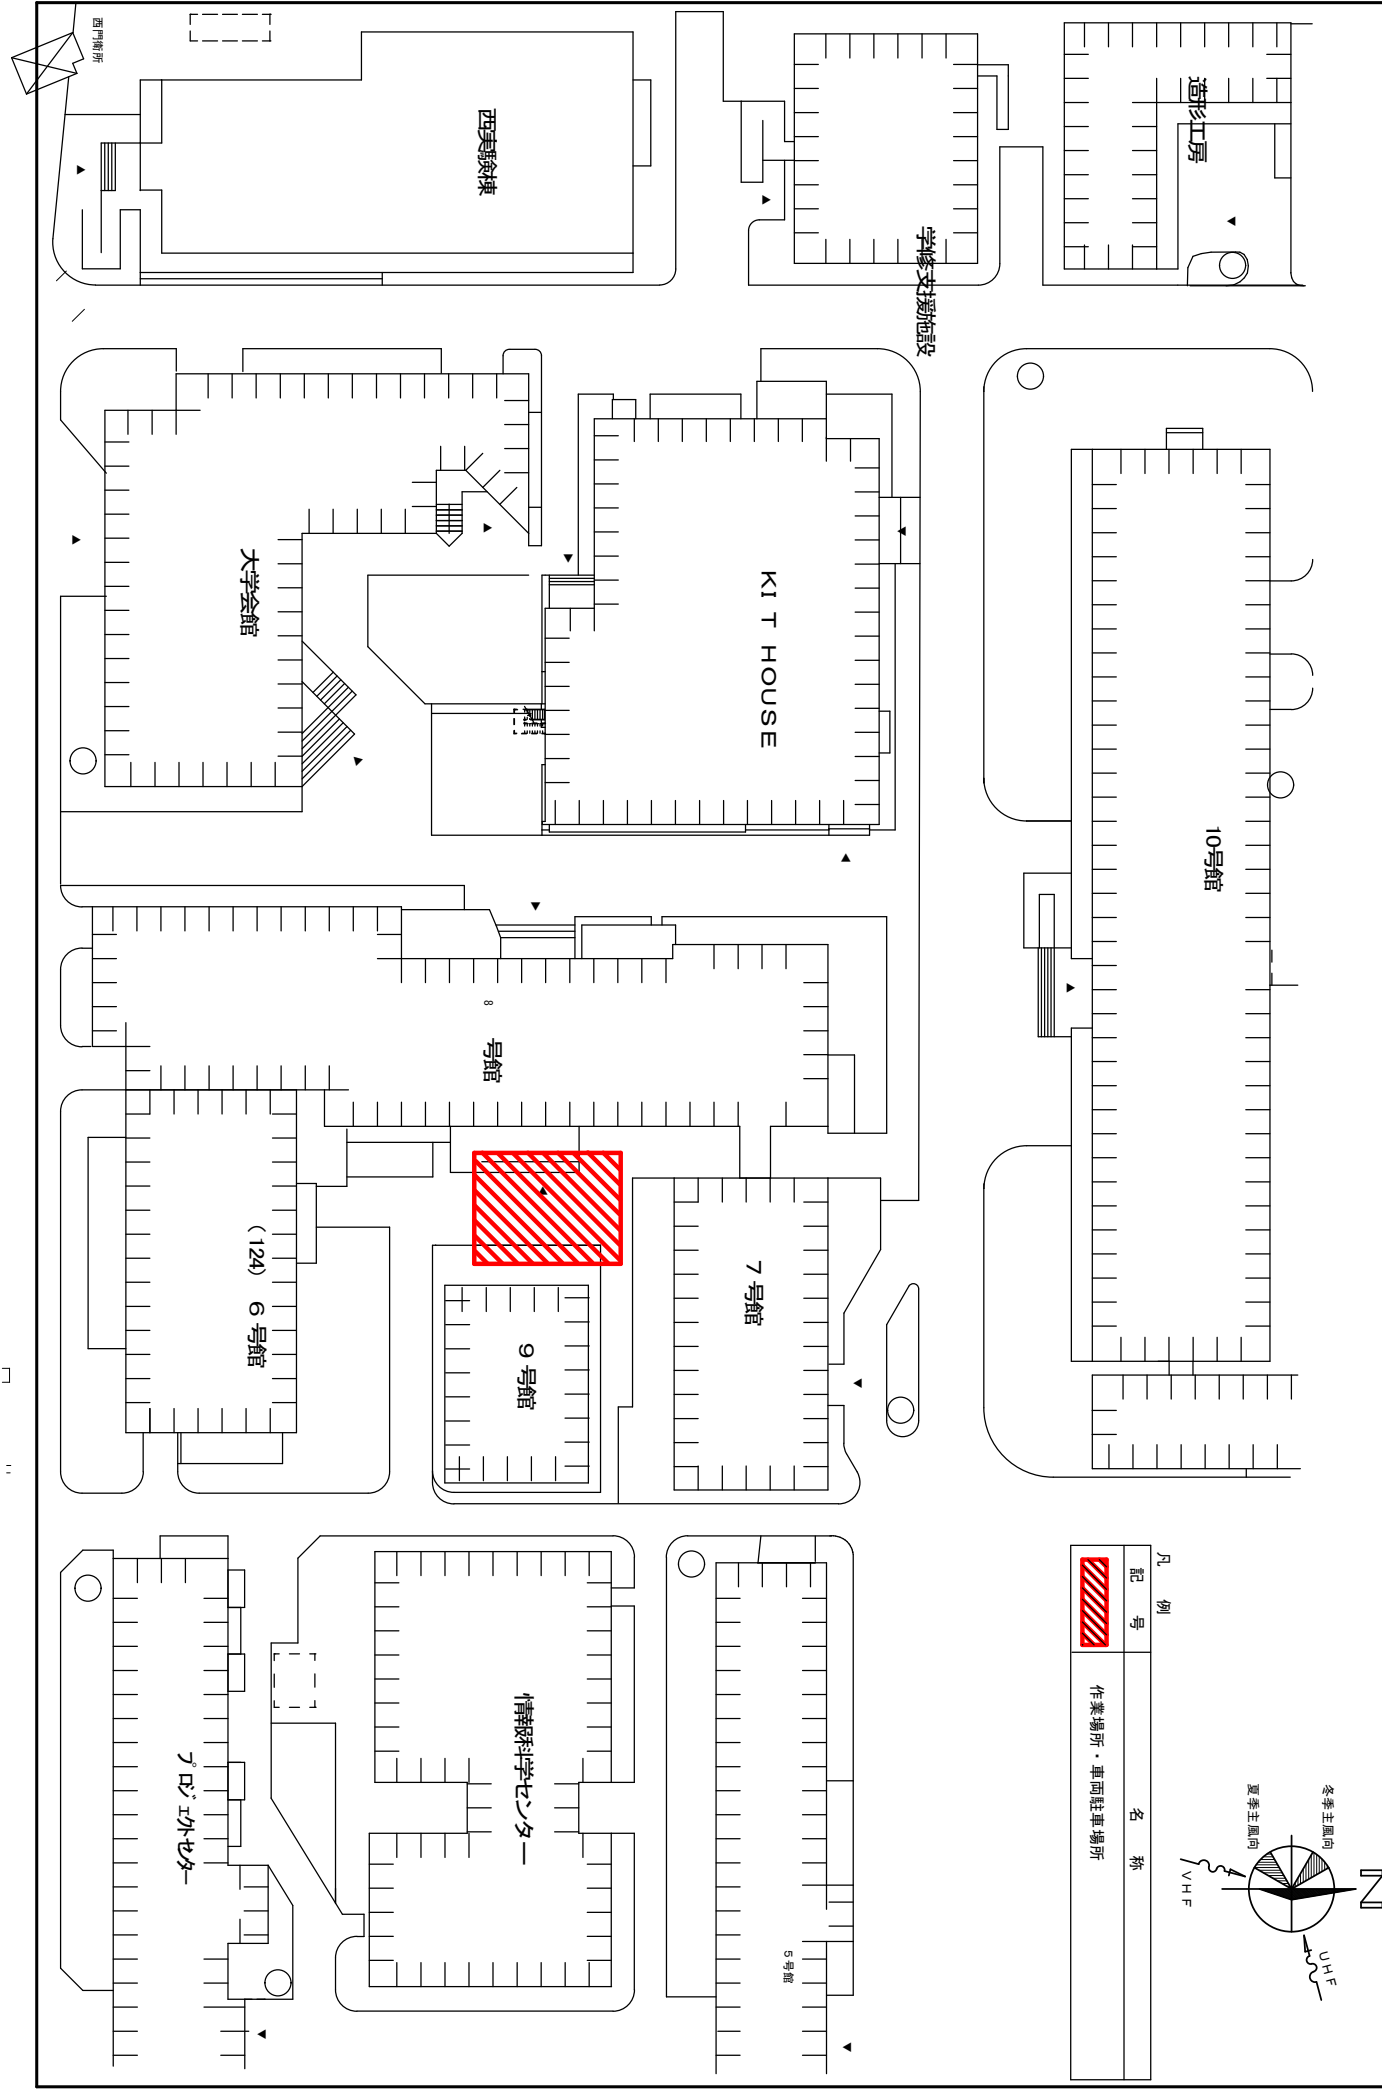 西門衛所
西実験棟
学修支援施設
造形工房
大学会館
KIT HOUSE
10号館
8
号館
(124) 6号館
9号館
7号館
プロジェクトセンター
情報科学センター
5号館
凡例
記号
名称
作業場所・車両駐車場所
冬季主風向
夏季主風向
N
VHF
UHF